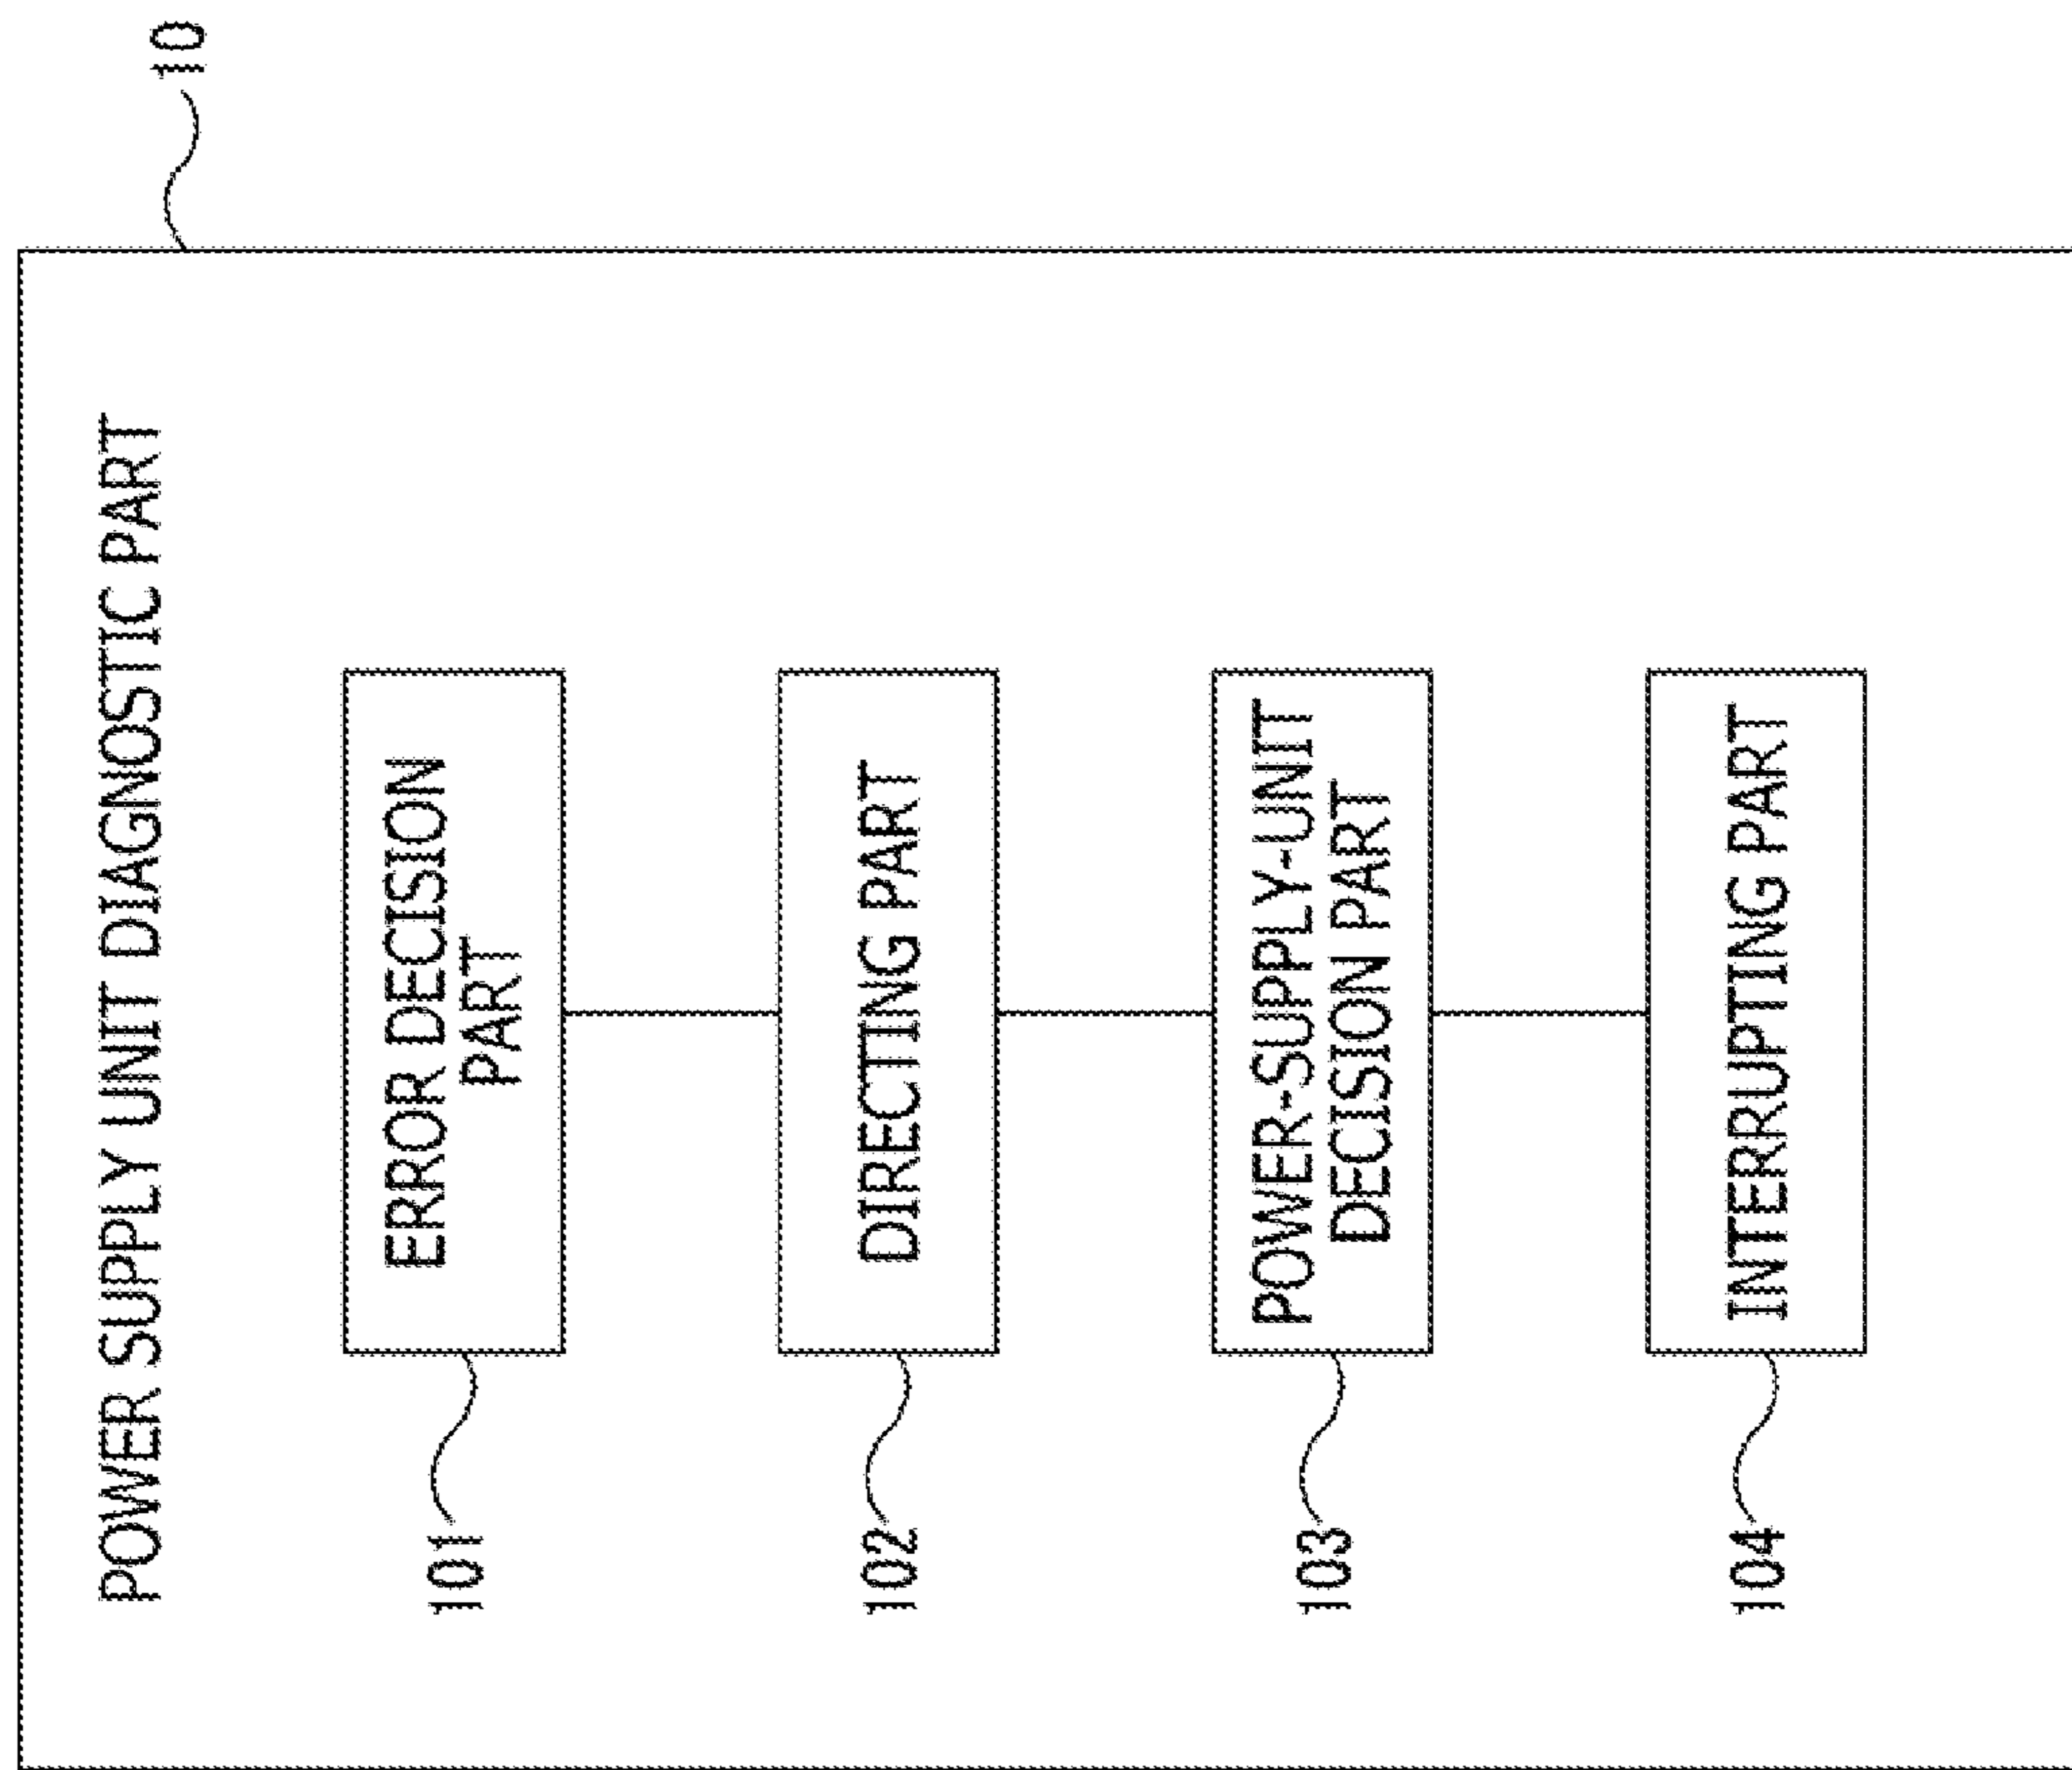 10
POWER SUPPLY UNIT DIAGNOSTIC PART
101
ERROR DECISION
PART
102
DIRECTING PART
103
POWER-SUPPLY-UNIT
DECISION PART
104
INTERRUPTING PART